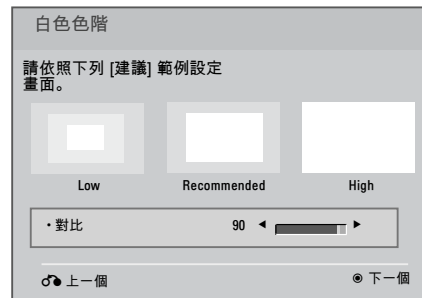 白色色階
請依照下列 [建議] 範例設定
畫面。
Low Recommended High
・對比 90
上一個 下一個